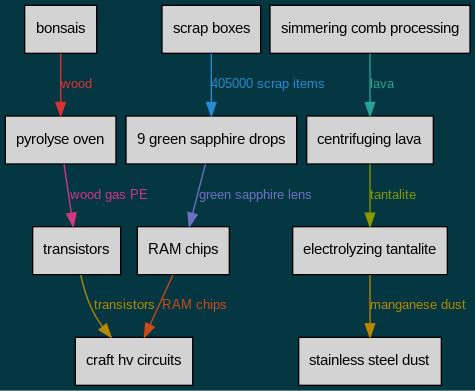 bonsais
scrap boxes
simmering comb processing
wood
405000 scrap items
lava
pyrolyse oven
9 green sapphire drops
centrifuging lava
wood gas PE
green sapphire lens
tantalite
transistors
RAM chips
electrolyzing tantalite
transistors
RAM chips
manganese dust
craft hv circuits
stainless steel dust